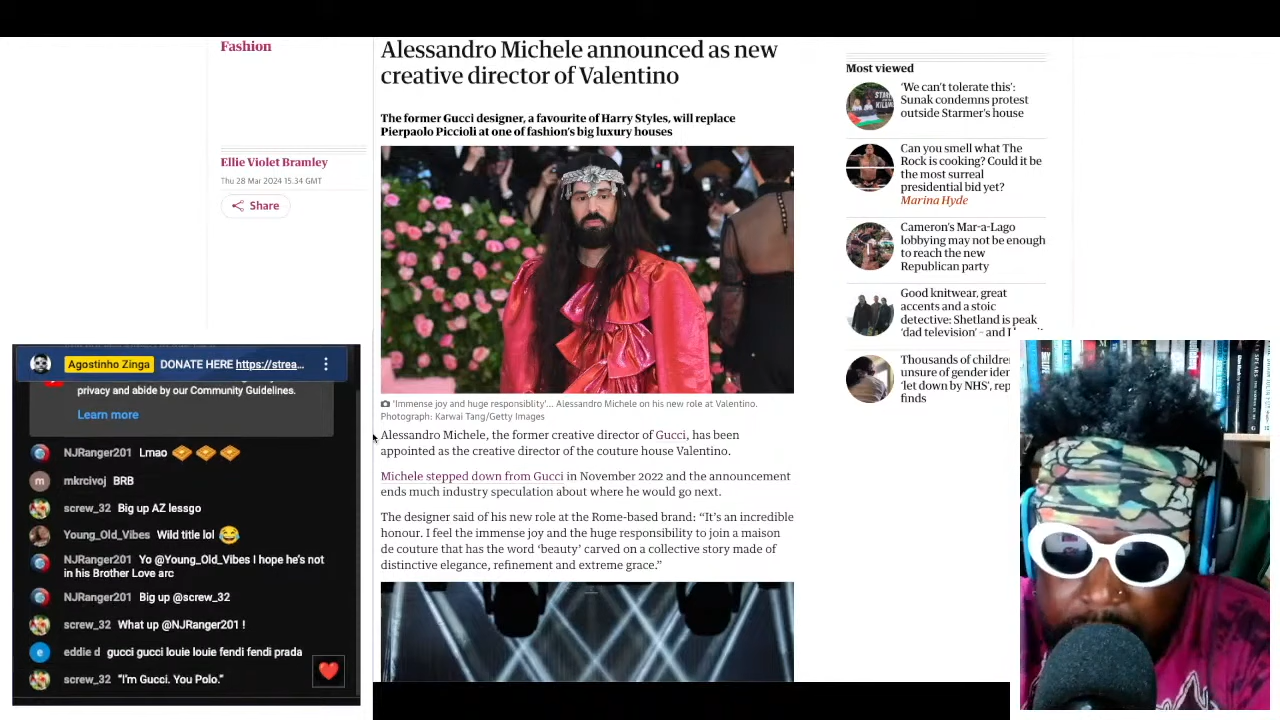 Fashion
Alessandro Michele announced as new
creative director of Valentino
The former Gucci designer, a favourite of Harry Styles, will replace
Pierpaolo Piccioli at one of fashion's big luxury houses
Ellie Violet Bramley
Thu 28 Mar 2024 15.34 GMT
Share
'Immense joy and huge responsiblity'... Alessandro Michele on his new role at Valentino.
Photograph: Karwai Tang/Getty Images
Alessandro Michele, the former creative director of Gucci, has been
appointed as the creative director of the couture house Valentino.
Michele stepped down from Gucci in November 2022 and the announcement
ends much industry speculation about where he would go next.
The designer said of his new role at the Rome-based brand: “It's an incredible
honour. I feel the immense joy and the huge responsibility to join a maison
de couture that has the word ‘beauty’ carved on a collective story made of
distinctive elegance, refinement and extreme grace.”
Most viewed
‘We can't tolerate this’:
Sunak condemns protest
outside Starmer's house
Can you smell what The
Rock is cooking? Could it be
the most surreal
presidential bid yet?
Marina Hyde
Cameron's Mar-a-Lago
lobbying may not be enough
to reach the new
Republican party
Good knitwear, great
accents and a stoic
detective: Shetland is peak
‘dad television’ – and I
Thousands of childre
unsure of gender ider
‘let down by NHS’, rep
finds
Agostinho Zinga DONATE HERE https://strea...
privacy and abide by our Community Guidelines.
Learn more
NJRanger201 Lmao
m mkrcivoj BRB
screw_32 Big up AZ lessgo
Young_Old_Vibes Wild title lol
NJRanger201 Yo @Young_Old_Vibes I hope he's not
in his Brother Love arc
NJRanger201 Big up @screw_32
screw_32 What up @NJRanger201 !
e eddie d gucci gucci louie louie fendi fendi prada
screw_32 "I'm Gucci. You Polo."